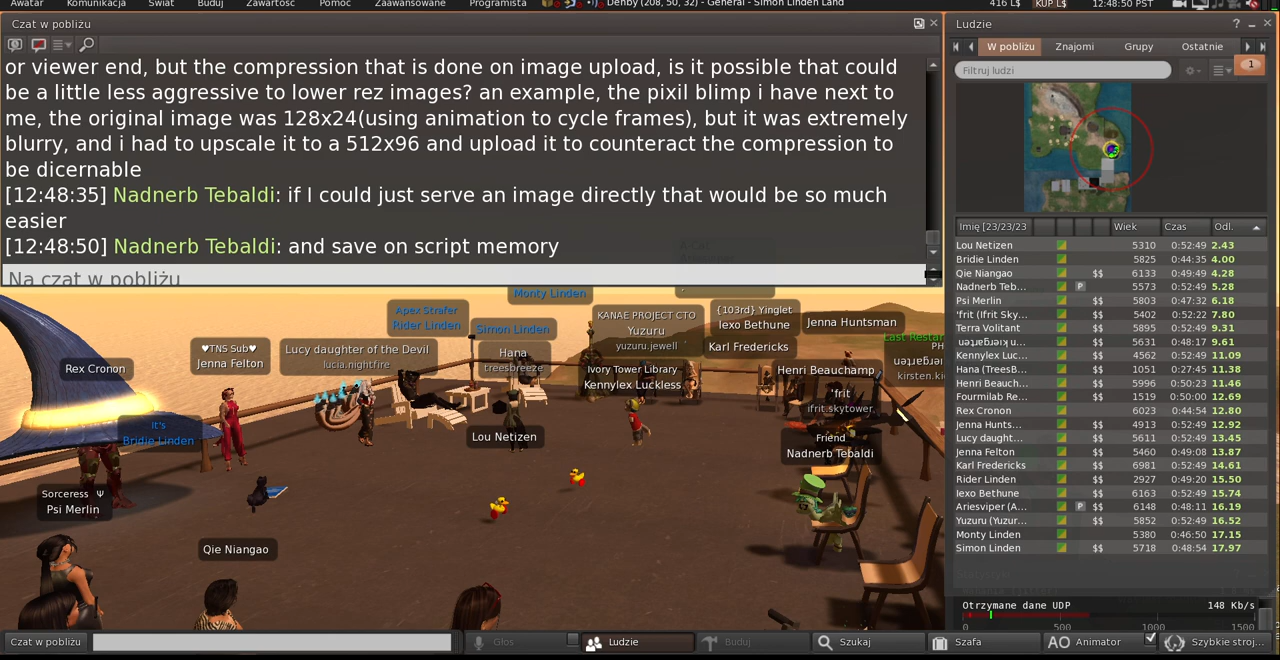 Awatar Komunikacja Świat Buduj Zawartość Pomoc Zaawansowane Programista Denby (208, 50, 32) - General - Simon Linden Land 416 L$ KUP L$ 12:48:50 PST
Czat w pobliżu
or viewer end, but the compression that is done on image upload, is it possible that could
be a little less aggressive to lower rez images? an example, the pixil blimp i have next to
me, the original image was 128x24(using animation to cycle frames), but it was extremely
blurry, and i had to upscale it to a 512x96 and upload it to counteract the compression to
be dicernable
[12:48:35] Nadnerb Tebaldi: if I could just serve an image directly that would be so much
easier
[12:48:50] Nadnerb Tebaldi: and save on script memory
Na czat w pobliżu
Monty Linden
Apex Strafer
Rider Linden
Simon Linden
KANAE PROJECT CTO
Yuzuru
yuzuru.jewell
{103rd} Yinglet
Iexo Bethune
Jenna Huntsman
Karl Fredericks
♥TNS Sub♥
Jenna Felton
Lucy daughter of the Devil
lucia.nightfire
Hana
treesbreeze
Rex Cronon
Ivory Tower Library
Kennylex Luckless
Henri Beauchamp
'frit
ifrit.skytower
It's
Bridie Linden
Lou Netizen
Friend
Nadnerb Tebaldi
Sorceress Ψ
Psi Merlin
Qie Niangao
Ludzie
W pobliżu Znajomi Grupy Ostatnie
1
Filtruj ludzi
Imię [23/23/23 Wiek Czas Odl.
Lou Netizen 5310 0:52:49 2.43
Bridie Linden 5825 0:44:35 4.00
Qie Niangao $$ 6133 0:49:49 4.28
Nadnerb Teb... P 5573 0:52:49 5.28
Psi Merlin $$ 5803 0:47:32 6.18
'frit (Ifrit Sky... $$ 5402 0:52:22 7.80
Terra Volitant $$ 5895 0:52:49 9.31
$$ 5631 0:48:17 9.61
Kennylex Luc... $$ 4562 0:52:49 11.09
Hana (TreesB... $$ 1051 0:27:45 11.38
Henri Beauch... $$ 5996 0:50:23 11.46
Fourmilab Re... $$ 1519 0:50:00 12.69
Rex Cronon 6023 0:44:54 12.80
Jenna Hunts... $$ 4913 0:52:49 12.92
Lucy daught... $$ 5611 0:52:49 13.45
Jenna Felton $$ 5460 0:49:08 13.87
Karl Fredericks $$ 6981 0:52:49 14.61
Rider Linden $$ 2927 0:49:20 15.50
Iexo Bethune $$ 6163 0:52:49 15.74
Ariesviper (A... P $$ 6148 0:48:11 16.19
Yuzuru (Yuzur... $$ 5852 0:52:49 16.52
Monty Linden 5380 0:46:50 17.15
Simon Linden $$ 5718 0:48:54 17.97
Otrzymane dane UDP 148 Kb/s
0 500 1000 1500
Czat w pobliżu Głos Ludzie Buduj Szukaj Szafa AO Animator Szybkie stroj...